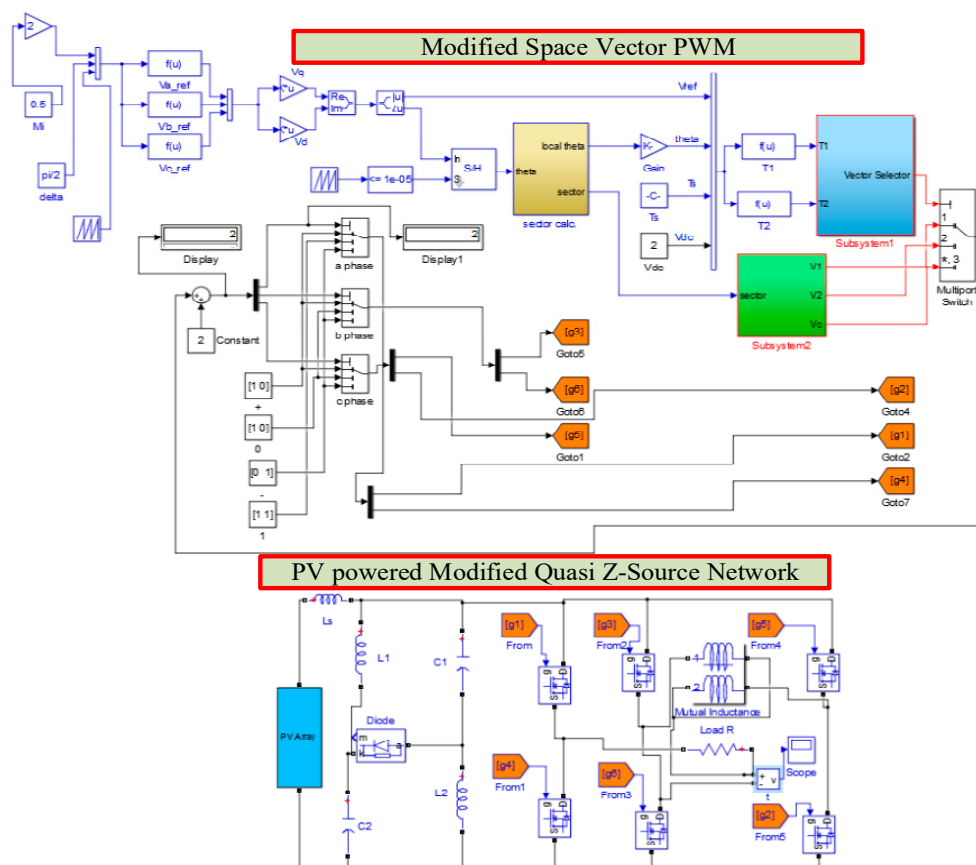 Modified Space Vector PWM
2
0.5
Mi
pi/2
delta
f(u)
Va_ref
f(u)
Vb_ref
f(u)
Vc_ref
Vq
Vd
Re
Im
|u|
∠u
Vref
<= 1e-05
In
S/H
S
theta
local theta
sector
sector calc.
K-
Gain
theta
-C-
Ts
Ts
2
Vdc
Vdc
f(u)
T1
f(u)
T2
T1
T2
Vector Selector
Subsystem1
sector
V1
V2
Vo
Subsystem2
1
2
*, 3
Multiport
Switch
2
Display
2
Display1
a phase
b phase
c phase
2
Constant
[1 0]
+
[1 0]
0
[0 1]
-
[1 1]
1
[g3]
Goto5
[g6]
Goto6
[g5]
Goto1
[g2]
Goto4
[g1]
Goto2
[g4]
Goto7
PV powered Modified Quasi Z-Source Network
Ls
L1
C1
PV Array
Diode
m
k
a
L2
C2
[g1]
From
g
D
S
[g3]
From2
g
D
S
[g5]
From4
g
D
S
1
2
Mutual Inductance
Load R
Scope
+
-
v
t
[g4]
From1
g
D
S
[g6]
From3
g
D
S
[g2]
From5
g
D
S